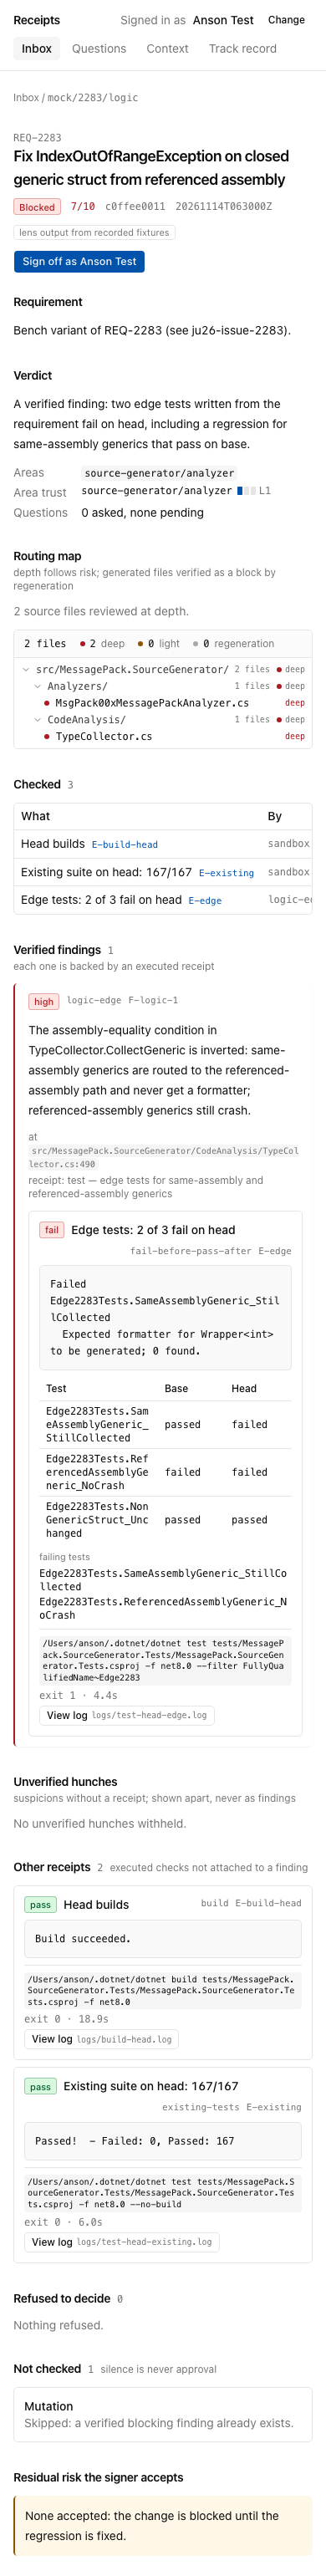 Receipts
Signed in as Anson Test Change
Inbox Questions Context Track record
Inbox / mock/2283/logic
REQ-2283
Fix IndexOutOfRangeException on closed
generic struct from referenced assembly
Blocked 7/10 c0ffee0011 20261114T063000Z
lens output from recorded fixtures
Sign off as Anson Test
Requirement
Bench variant of REQ-2283 (see ju26-issue-2283).
Verdict
A verified finding: two edge tests written from the
requirement fail on head, including a regression for
same-assembly generics that pass on base.
Areas source-generator/analyzer
Area trust source-generator/analyzer L1
Questions 0 asked, none pending
Routing map
depth follows risk; generated files verified as a block by
regeneration
2 source files reviewed at depth.
2 files 2 deep 0 light 0 regeneration
src/MessagePack.SourceGenerator/ 2 files deep
Analyzers/ 1 files deep
MsgPack00xMessagePackAnalyzer.cs deep
CodeAnalysis/ 1 files deep
TypeCollector.cs deep
Checked 3
What By
Head builds E-build-head sandbox
Existing suite on head: 167/167 E-existing sandbox
Edge tests: 2 of 3 fail on head E-edge
Verified findings 1
each one is backed by an executed receipt
high logic-edge F-logic-1
The assembly-equality condition in
TypeCollector.CollectGeneric is inverted: same-
assembly generics are routed to the referenced-
assembly path and never get a formatter;
referenced-assembly generics still crash.
at
src/MessagePack.SourceGenerator/CodeAnalysis/TypeCol
lector.cs:490
receipt: test — edge tests for same-assembly and
referenced-assembly generics
fail Edge tests: 2 of 3 fail on head
fail-before-pass-after E-edge
Failed
Edge2283Tests.SameAssemblyGeneric_Stil
lCollected
Expected formatter for Wrapper<int>
to be generated; 0 found.
Test Base Head
Edge2283Tests.Sam
eAssemblyGeneric_ passed failed
StillCollected
Edge2283Tests.Ref
erencedAssemblyGe failed failed
neric_NoCrash
Edge2283Tests.Non
GenericStruct_Unc passed passed
hanged
failing tests
Edge2283Tests.SameAssemblyGeneric_StillCo
llected
Edge2283Tests.ReferencedAssemblyGeneric_N
oCrash
/Users/anson/.dotnet/dotnet test tests/MessageP
ack.SourceGenerator.Tests/MessagePack.SourceGen
erator.Tests.csproj -f net8.0 --filter FullyQua
lifiedName~Edge2283
exit 1 · 4.4s
View log logs/test-head-edge.log
Unverified hunches
suspicions without a receipt; shown apart, never as findings
No unverified hunches withheld.
Other receipts 2 executed checks not attached to a finding
pass Head builds build E-build-head
Build succeeded.
/Users/anson/.dotnet/dotnet build tests/MessagePack.
SourceGenerator.Tests/MessagePack.SourceGenerator.Te
sts.csproj -f net8.0
exit 0 · 18.9s
View log logs/build-head.log
pass Existing suite on head: 167/167
existing-tests E-existing
Passed! - Failed: 0, Passed: 167
/Users/anson/.dotnet/dotnet test tests/MessagePack.S
ourceGenerator.Tests/MessagePack.SourceGenerator.Tes
ts.csproj -f net8.0 --no-build
exit 0 · 6.0s
View log logs/test-head-existing.log
Refused to decide 0
Nothing refused.
Not checked 1 silence is never approval
Mutation
Skipped: a verified blocking finding already exists.
Residual risk the signer accepts
None accepted: the change is blocked until the
regression is fixed.